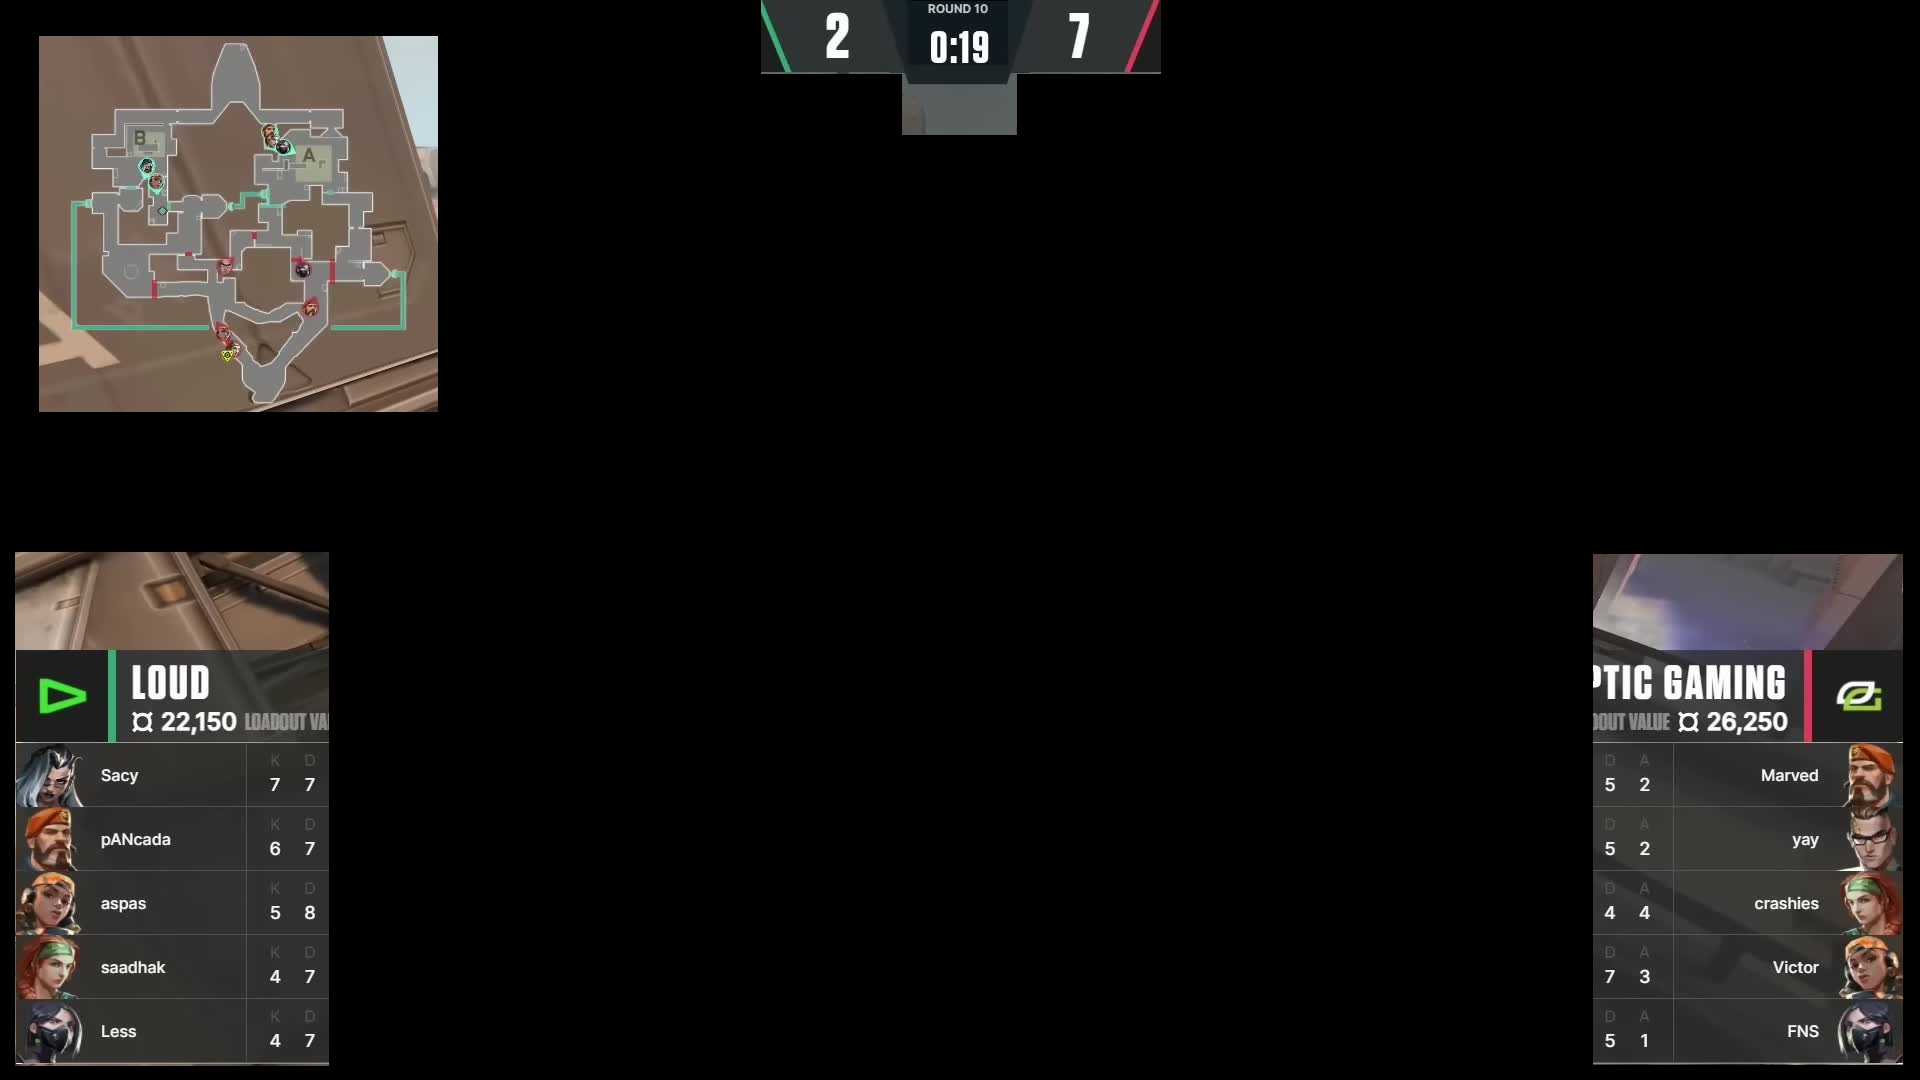 2
ROUND 10
0:19
7
B
A
LOUD
22,150 LOADOUT VA
K D
Sacy 7 7
K D
pANcada 6 7
K D
aspas 5 8
K D
saadhak 4 7
K D
Less 4 7
PTIC GAMING
OUT VALUE 26,250
D A
5 2 Marved
D A
5 2 yay
D A
4 4 crashies
D A
7 3 Victor
D A
5 1 FNS